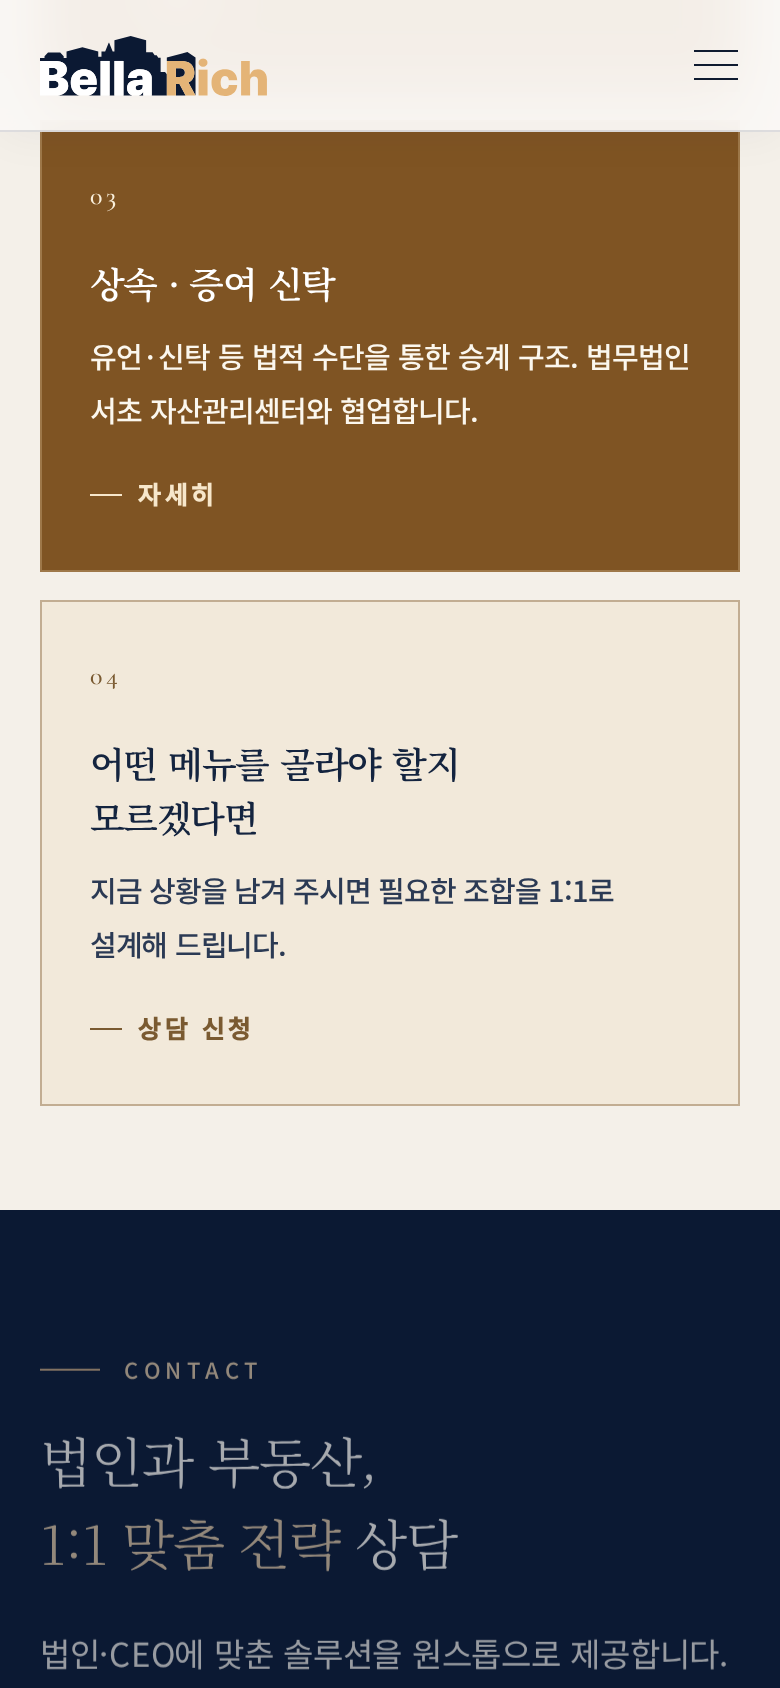 Bella Rich
03
상속 · 증여 신탁
유언·신탁 등 법적 수단을 통한 승계 구조. 법무법인
서초 자산관리센터와 협업합니다.
자세히
04
어떤 메뉴를 골라야 할지
모르겠다면
지금 상황을 남겨 주시면 필요한 조합을 1:1로
설계해 드립니다.
상담 신청
CONTACT
법인과 부동산,
1:1 맞춤 전략 상담
법인·CEO에 맞춘 솔루션을 원스톱으로 제공합니다.